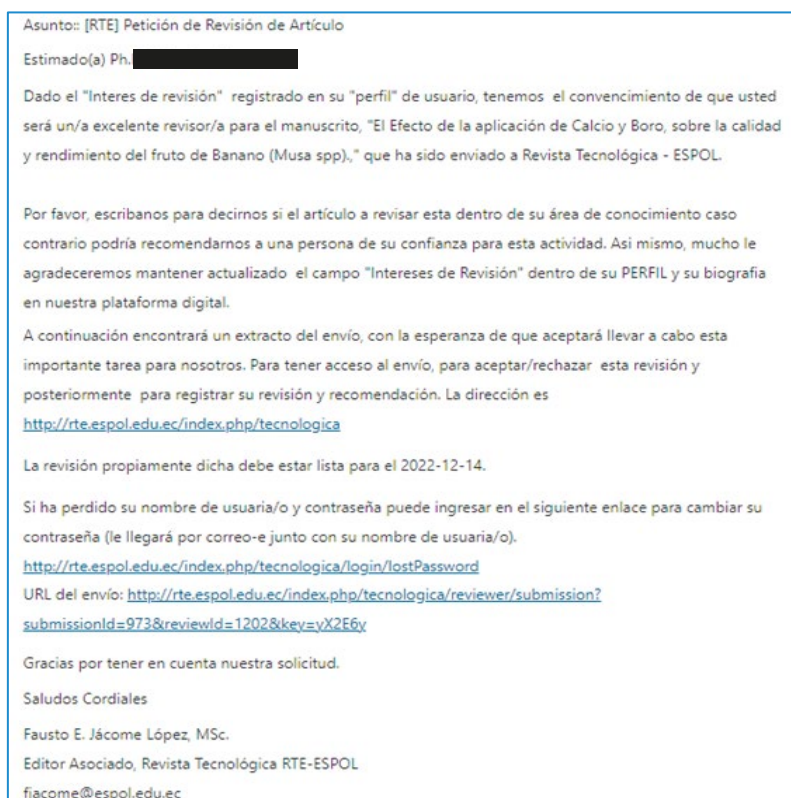 Asunto:: [RTE] Petición de Revisión de Artículo
Estimado(a) Ph.
Dado el "Interes de revisión" registrado en su "perfil" de usuario, tenemos el convencimiento de que usted
será un/a excelente revisor/a para el manuscrito, "El Efecto de la aplicación de Calcio y Boro, sobre la calidad
y rendimiento del fruto de Banano (Musa spp).," que ha sido enviado a Revista Tecnológica - ESPOL.
Por favor, escribanos para decirnos si el artículo a revisar esta dentro de su área de conocimiento caso
contrario podría recomendarnos a una persona de su confianza para esta actividad. Asi mismo, mucho le
agradeceremos mantener actualizado el campo "Intereses de Revisión" dentro de su PERFIL y su biografia
en nuestra plataforma digital.
A continuación encontrará un extracto del envío, con la esperanza de que aceptará llevar a cabo esta
importante tarea para nosotros. Para tener acceso al envío, para aceptar/rechazar esta revisión y
posteriormente para registrar su revisión y recomendación. La dirección es
http://rte.espol.edu.ec/index.php/tecnologica
La revisión propiamente dicha debe estar lista para el 2022-12-14.
Si ha perdido su nombre de usuaria/o y contraseña puede ingresar en el siguiente enlace para cambiar su
contraseña (le llegará por correo-e junto con su nombre de usuaria/o).
http://rte.espol.edu.ec/index.php/tecnologica/login/lostPassword
URL del envío: http://rte.espol.edu.ec/index.php/tecnologica/reviewer/submission?
submissionId=973&reviewId=1202&key=yX2E6y
Gracias por tener en cuenta nuestra solicitud.
Saludos Cordiales
Fausto E. Jácome López, MSc.
Editor Asociado, Revista Tecnológica RTE-ESPOL
fjacome@espol.edu.ec